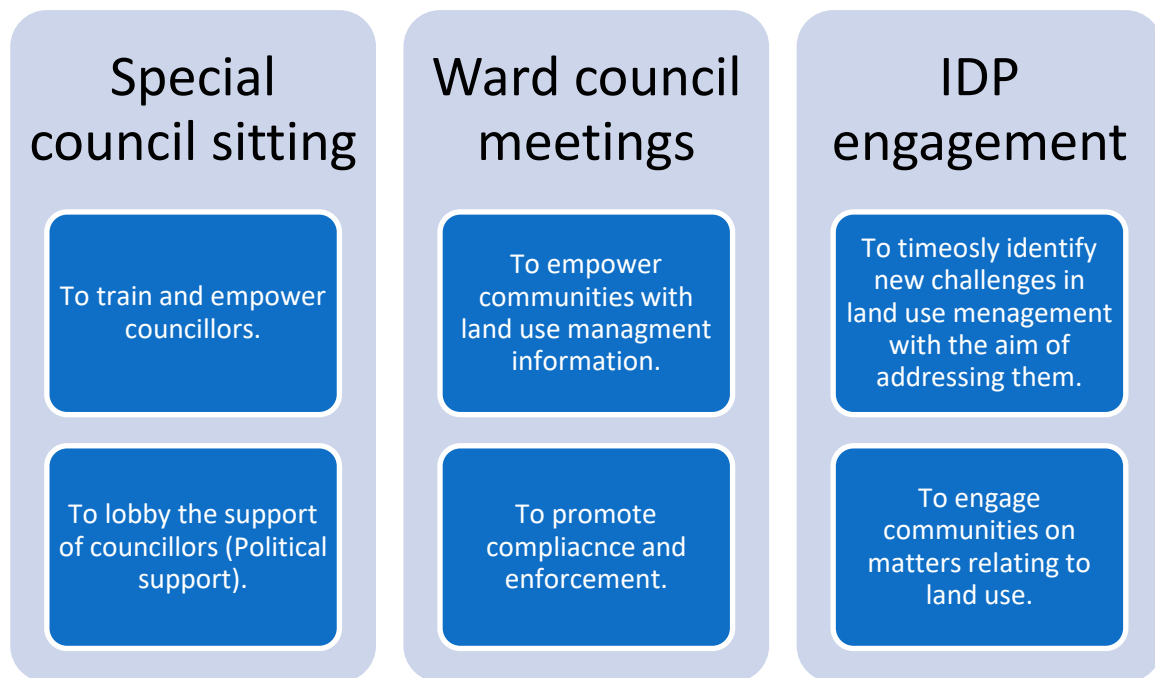 Special
council sitting
To train and empower
councillors.
To lobby the support
of councillors (Political
support).
Ward council
meetings
To empower
communities with
land use managment
information.
To promote
compliacnce and
enforcement.
IDP
engagement
To timeosly identify
new challenges in
land use menagement
with the aim of
addressing them.
To engage
communities on
matters relating to
land use.